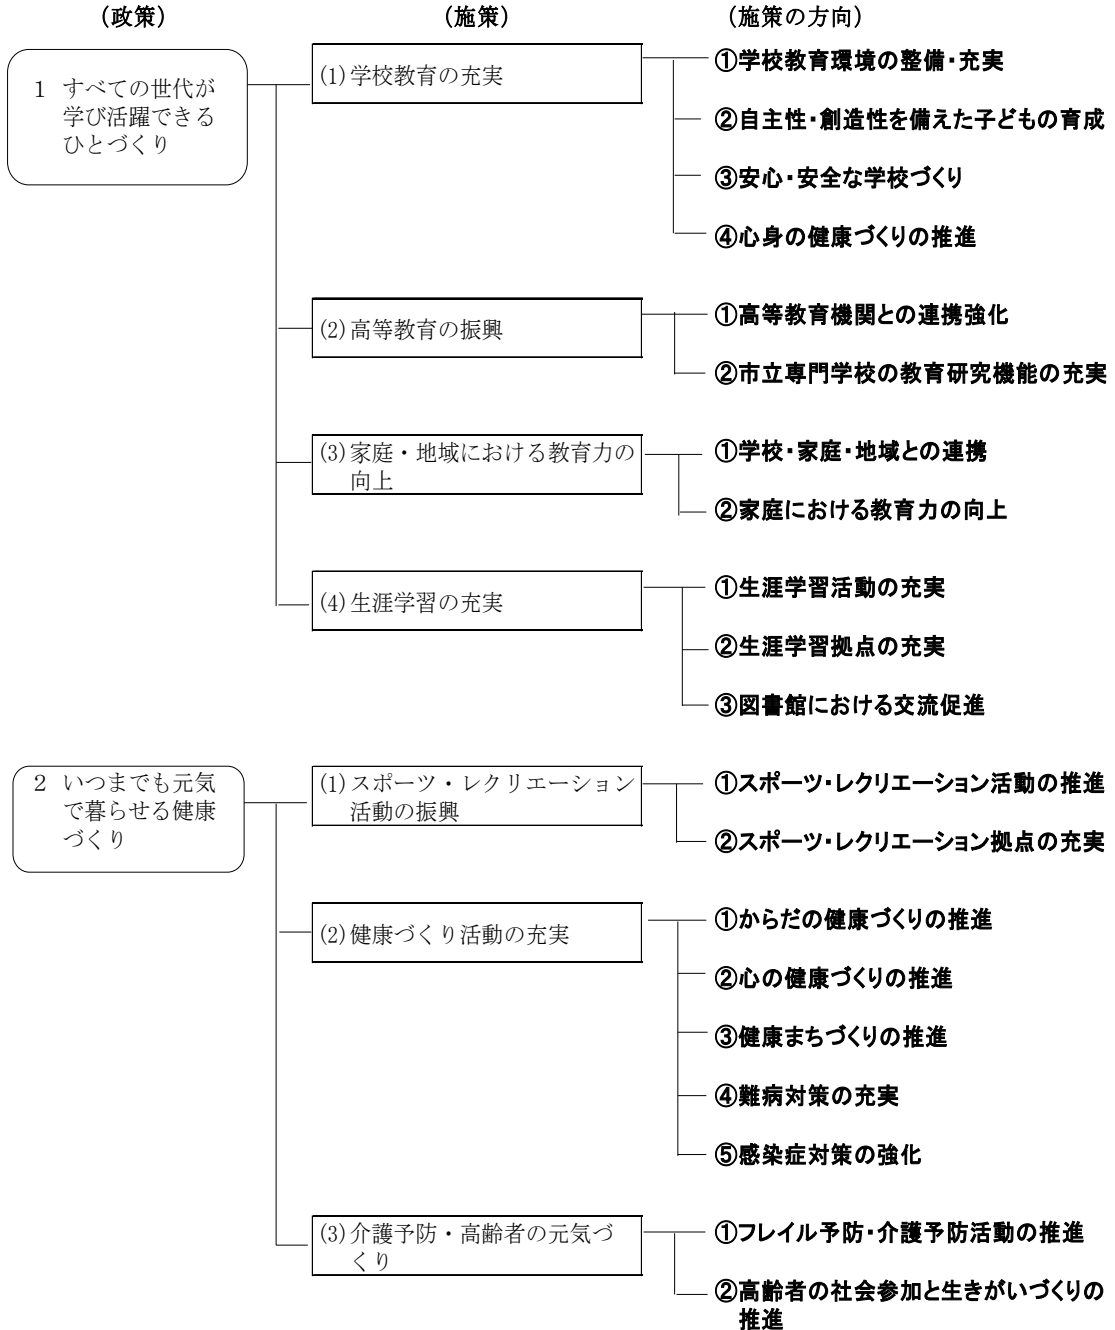 （政策）　（施策）　（施策の方向）
1 すべての世代が
学び活躍できる
ひとづくり
(1)学校教育の充実
①学校教育環境の整備・充実
②自主性・創造性を備えた子どもの育成
③安心・安全な学校づくり
④心身の健康づくりの推進
(2)高等教育の振興
①高等教育機関との連携強化
②市立専門学校の教育研究機能の充実
(3)家庭・地域における教育力の
向上
①学校・家庭・地域との連携
②家庭における教育力の向上
(4)生涯学習の充実
①生涯学習活動の充実
②生涯学習拠点の充実
③図書館における交流促進
2 いつまでも元気
で暮らせる健康
づくり
(1)スポーツ・レクリエーション
活動の振興
①スポーツ・レクリエーション活動の推進
②スポーツ・レクリエーション拠点の充実
(2)健康づくり活動の充実
①からだの健康づくりの推進
②心の健康づくりの推進
③健康まちづくりの推進
④難病対策の充実
⑤感染症対策の強化
(3)介護予防・高齢者の元気づ
くり
①フレイル予防・介護予防活動の推進
②高齢者の社会参加と生きがいづくりの
推進